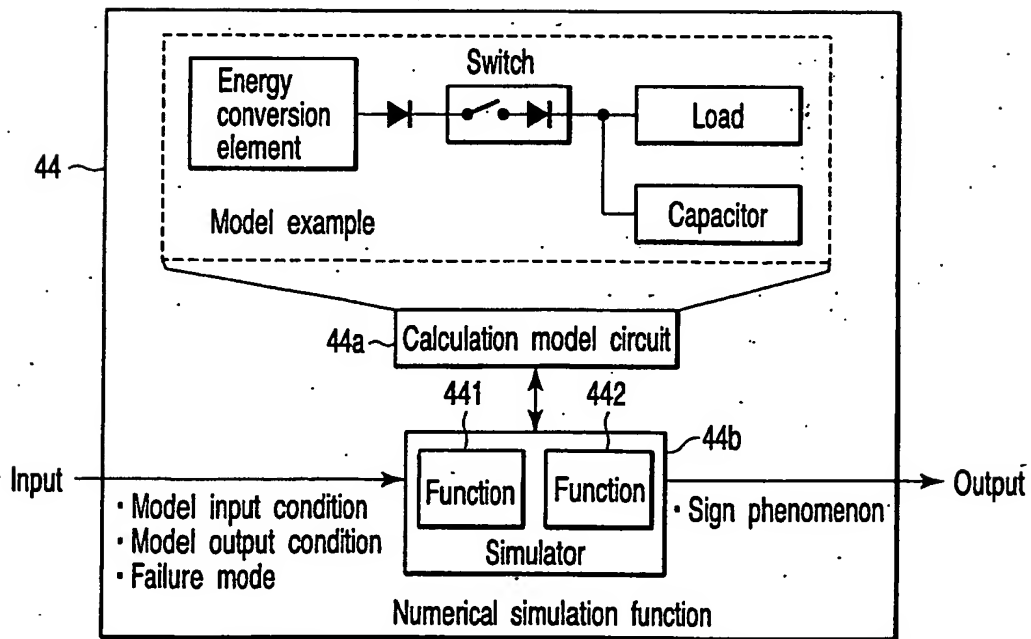 Switch
Energy
conversion
element
Load
Capacitor
Model example
44
44a
Calculation model circuit
441
442
44b
Input
Function
Function
Output
· Model input condition
· Model output condition
· Failure mode
Simulator
· Sign phenomenon
Numerical simulation function